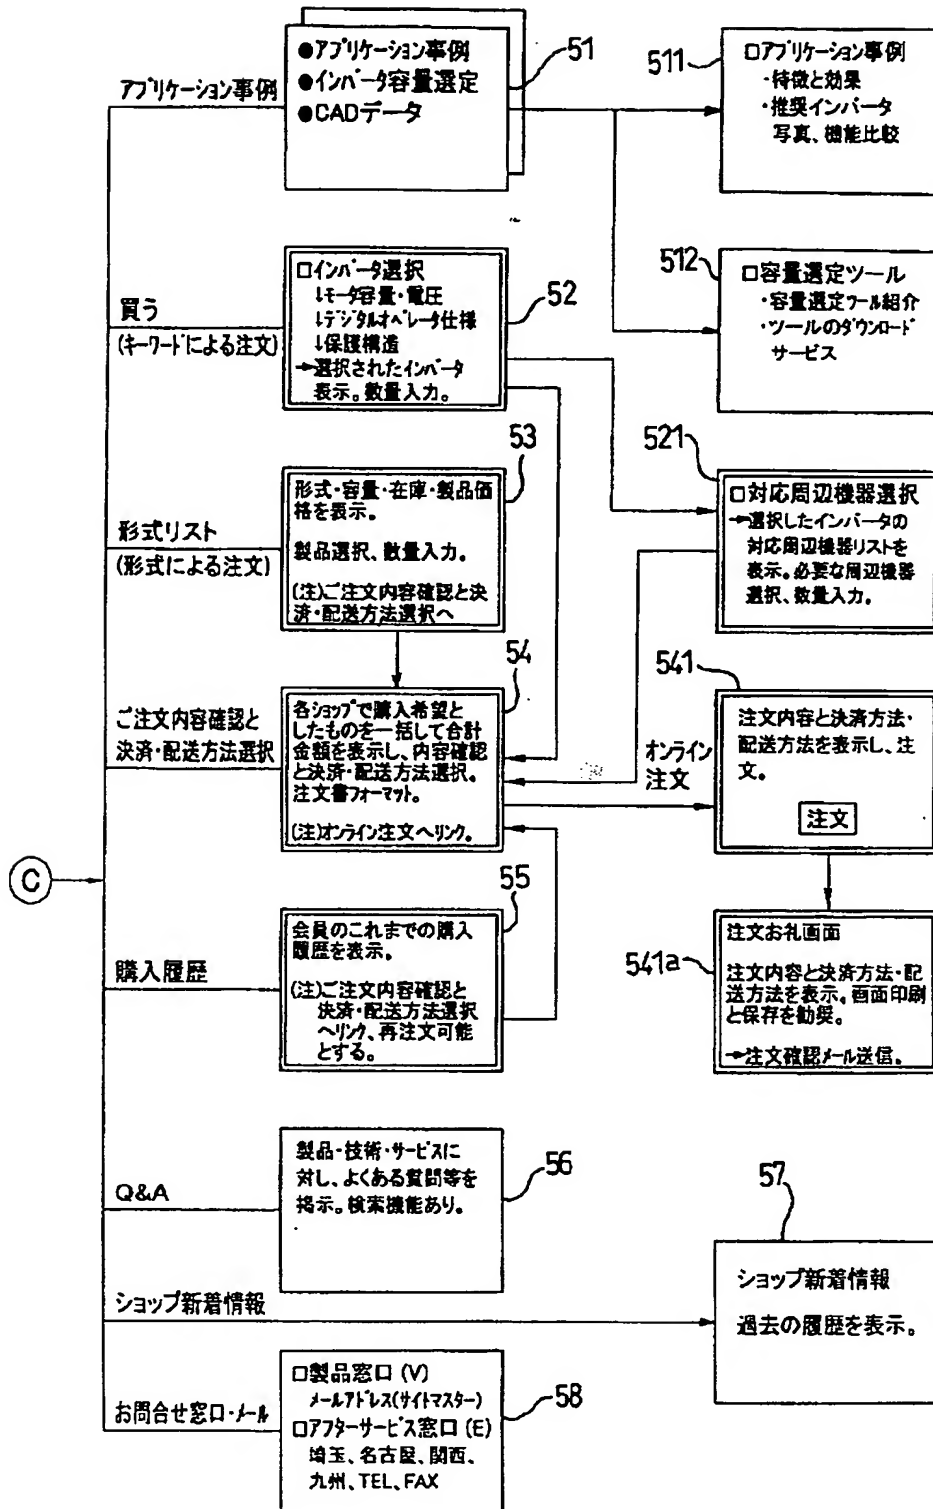 アプリケーション事例
●アプリケーション事例
●インバータ容量選定
●CADデータ
51
511
□アプリケーション事例
・特徴と効果
・推奨インバータ
写真、機能比較
512
□容量選定ツール
・容量選定ツール紹介
・ツールのダウンロード
サービス
買う
(キーワードによる注文)
□インバータ選択
↓モータ容量・電圧
↓デジタルオペレータ仕様
↓保護構造
→選択されたインバータ
表示。数量入力。
52
521
□対応周辺機器選択
→選択したインバータの
対応周辺機器リストを
表示。必要な周辺機器
選択、数量入力。
形式リスト
(形式による注文)
形式・容量・在庫・製品価
格を表示。
製品選択、数量入力。
(注)ご注文内容確認と決
済・配送方法選択へ
53
ご注文内容確認と
決済・配送方法選択
各ショップで購入希望と
したものを一括して合計
金額を表示し、内容確認
と決済・配送方法選択。
注文書フォーマット。
(注)オンライン注文へリンク。
54
オンライン
注文
541
注文内容と決済方法・
配送方法を表示し、注
文。
注文
C
購入履歴
会員のこれまでの購入
履歴を表示。
(注)ご注文内容確認と
決済・配送方法選択
へリンク、再注文可能
とする。
55
541a
注文お礼画面
注文内容と決済方法・配
送方法を表示。画面印刷
と保存を勧奨。
→注文確認メール送信。
Q&A
製品・技術・サービスに
対し、よくある質問等を
掲示。検索機能あり。
56
ショップ新着情報
57
ショップ新着情報
過去の履歴を表示。
お問合せ窓口・メール
□製品窓口(V)
メールアドレス(サイトマスター)
□アフターサービス窓口(E)
埼玉、名古屋、関西、
九州、TEL、FAX
58